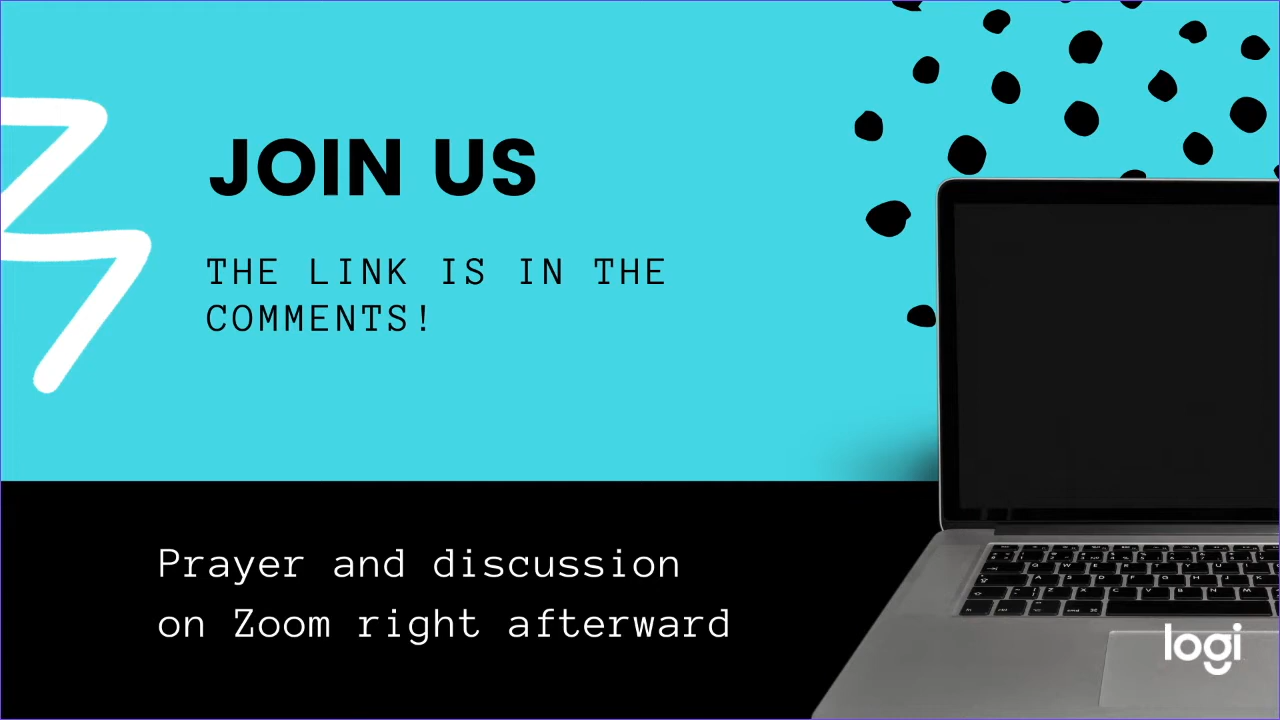 JOIN US
THE LINK IS IN THE
COMMENTS!
Prayer and discussion
on Zoom right afterward
logi